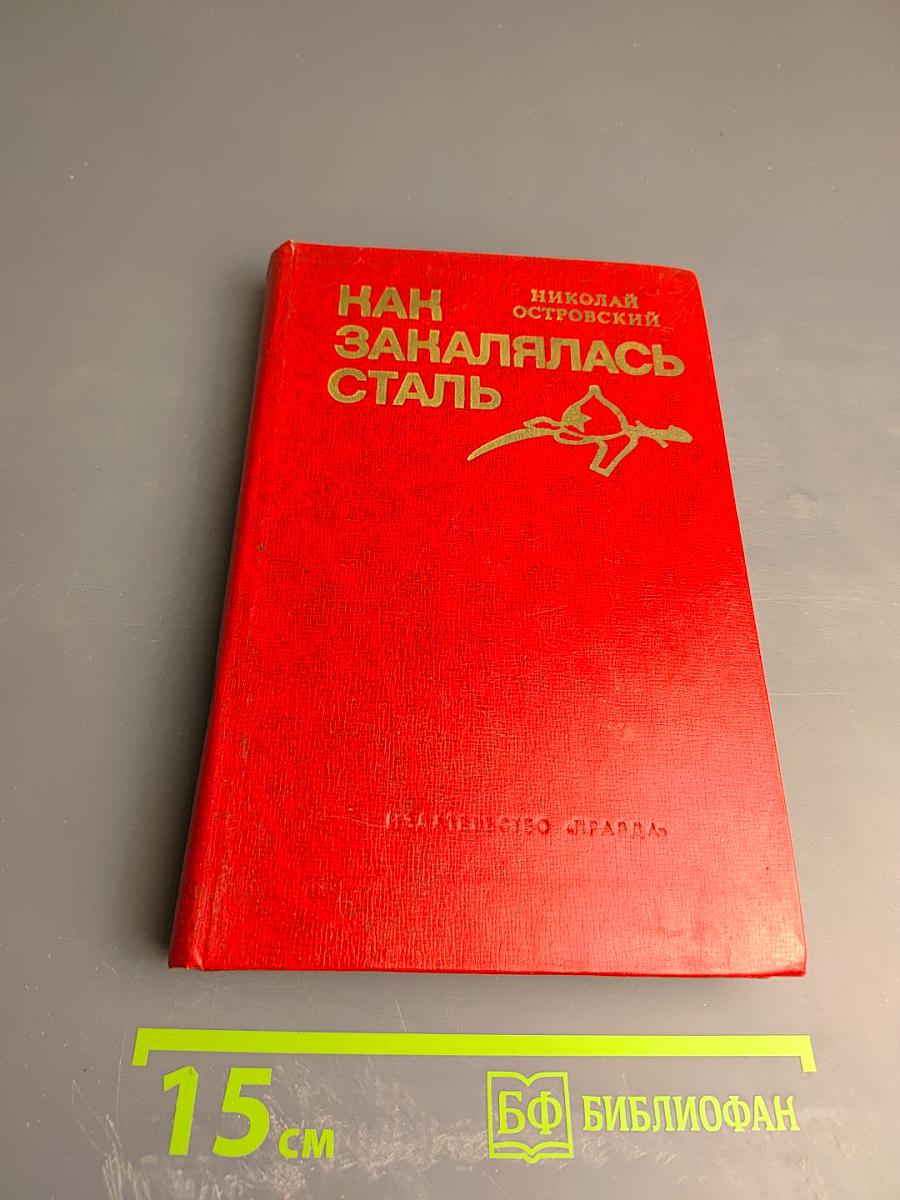 НИКОЛАЙ
ОСТРОВСКИЙ
КАК
ЗАКАЛЯЛАСЬ
СТАЛЬ
ИЗДАТЕЛЬСТВО «ПРАВДА»
15 см
БФ БИБЛИОФАН